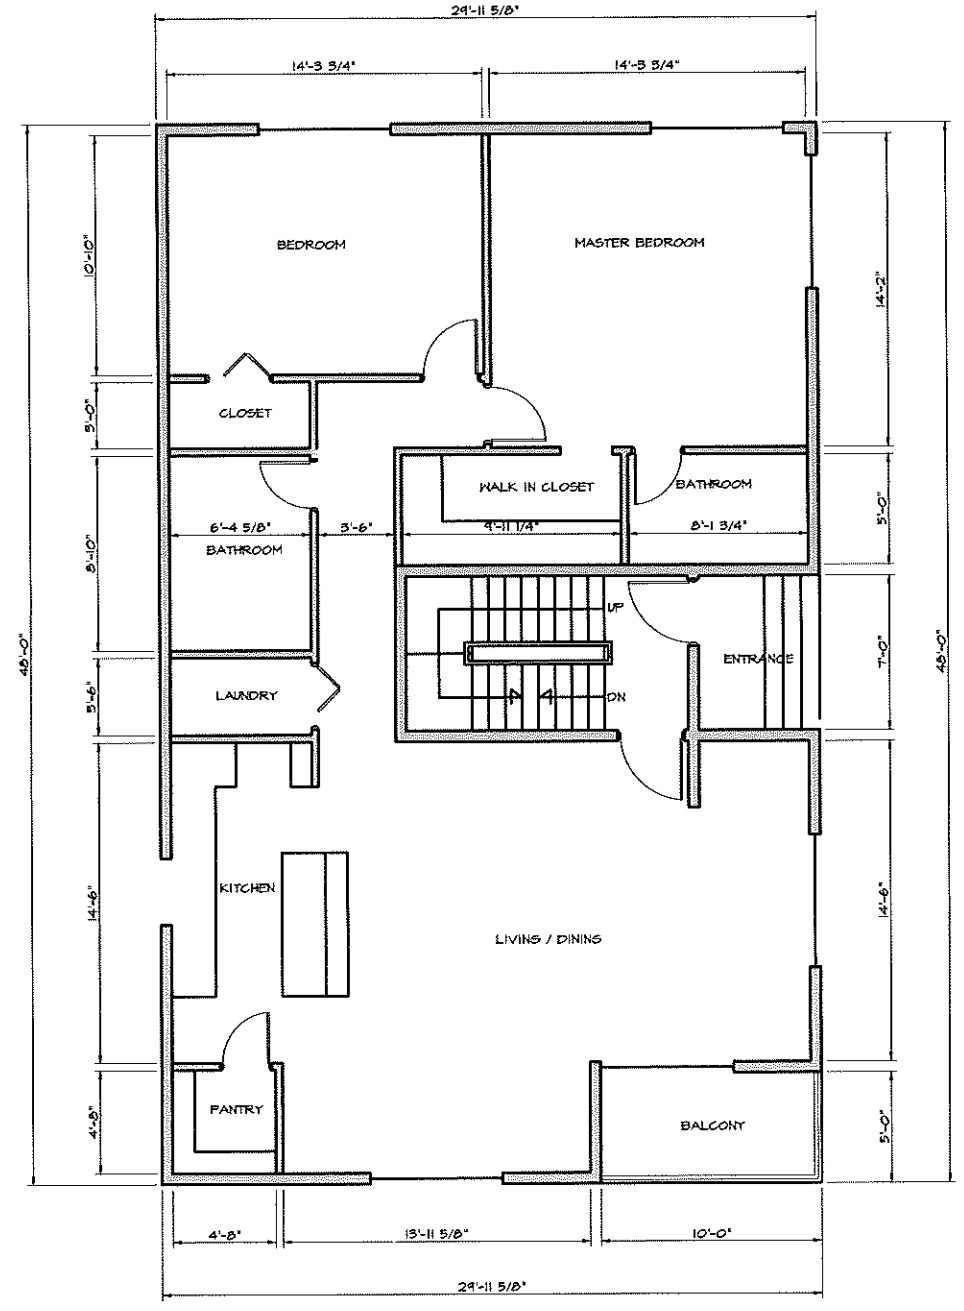 29'-11 5/8"
14'-3 3/4"
14'-5 3/4"
BEDROOM
MASTER BEDROOM
10'-10"
14'-2"
CLOSET
3'-0"
WALK IN CLOSET
BATHROOM
6'-4 5/8"
3'-6"
9'-11 1/4"
8'-1 3/4"
5'-0"
BATHROOM
8'-10"
UP
48'-0"
ENTRANCE
7'-0"
48'-0"
LAUNDRY
3'-6"
DN
KITCHEN
14'-6"
14'-6"
LIVING / DINING
PANTRY
4'-8"
BALCONY
5'-0"
4'-8"
13'-11 5/8"
10'-0"
29'-11 5/8"